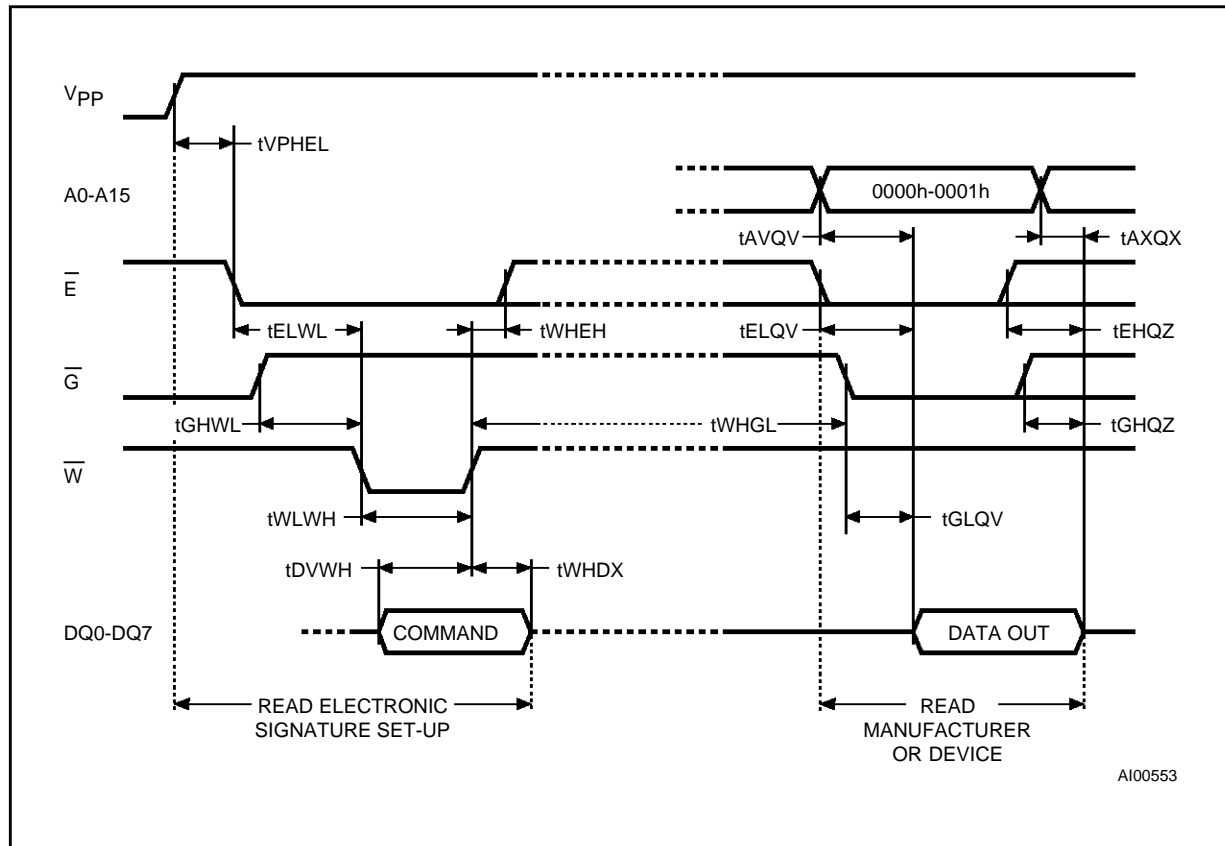 VPP
tVPHEL
A0-A15
0000h-0001h
tAVQV
tAXQX
E
tELWL
tWHEH
tELQV
tEHQZ
G
tGHWL
tWHGL
tGHQZ
W
tWLWH
tGLQV
tDVWH
tWHDX
DQ0-DQ7
COMMAND
DATA OUT
READ ELECTRONIC
SIGNATURE SET-UP
READ
MANUFACTURER
OR DEVICE
AI00553